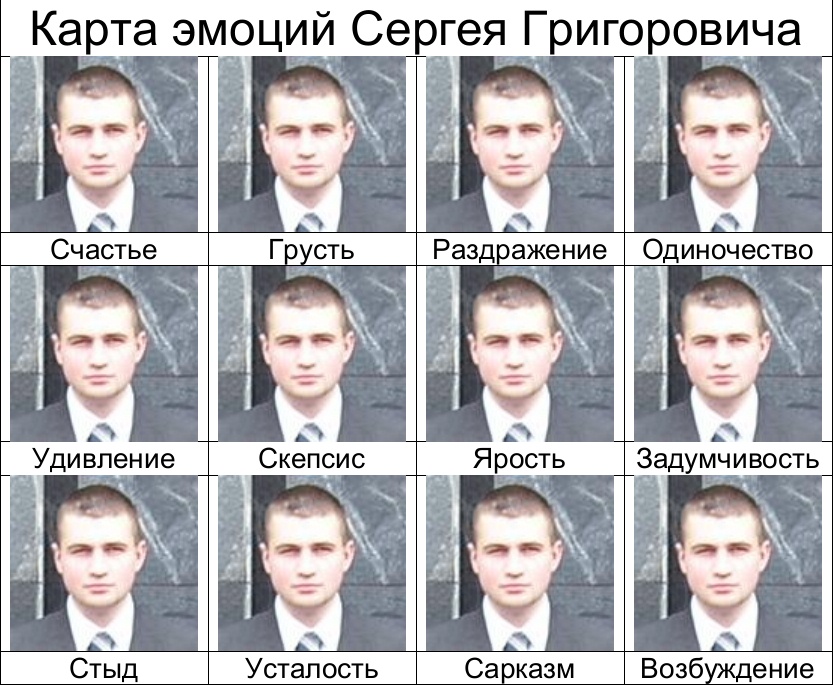 Карта эмоций Сергея Григоровича
Счастье Грусть Раздражение Одиночество
Удивление Скепсис Ярость Задумчивость
Стыд Усталость Сарказм Возбуждение